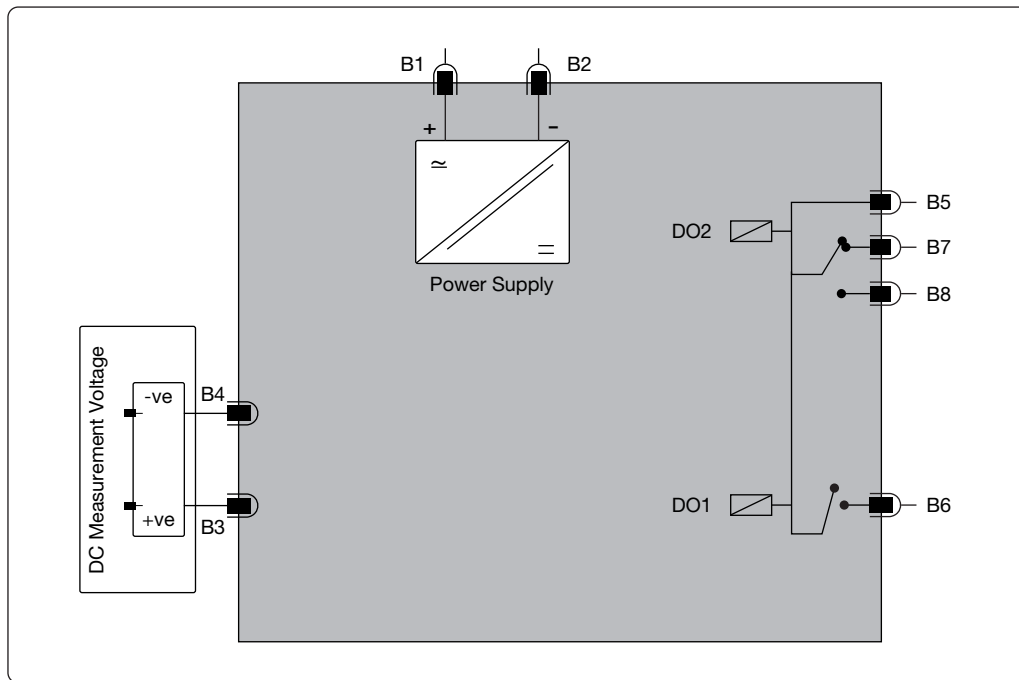 B1
B2
+
-
≃
=
Power Supply
DO2
B5
B7
B8
DC Measurement Voltage
-ve
B4
+ve
B3
DO1
B6